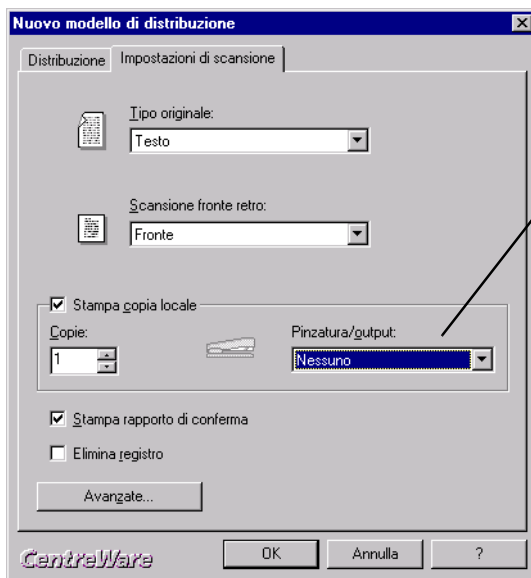 Nuovo modello di distribuzione
Distribuzione
Impostazioni di scansione
Tipo originale:
Testo
Scansione fronte retro:
Fronte
Stampa copia locale
Copie:
1
Pinzatura/output:
Nessuno
Stampa rapporto di conferma
Elimina registro
Avanzate...
CentreWare
OK
Annulla
?